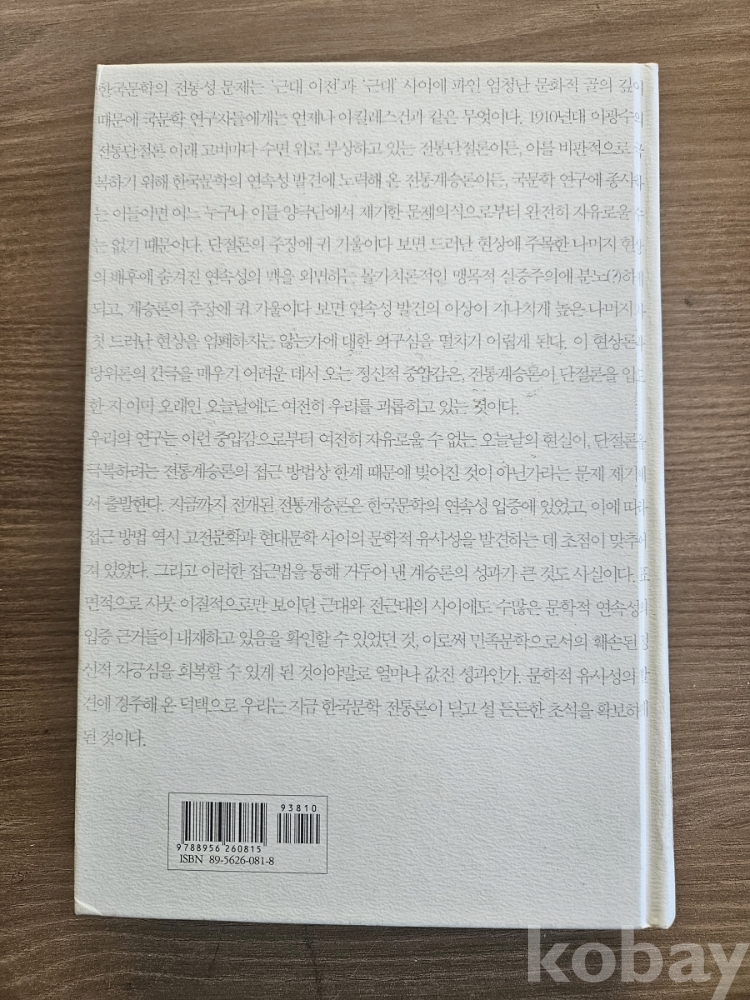 한국문학의 전통성 문제는 '근대 이전'과 '근대' 사이에 파인 엄청난 문화적 골의 깊이
때문에 국문학 연구자들에게는 언제나 아킬레스건과 같은 무엇이다. 1910년대 이광수의
전통단절론 이래 고비마다 수면 위로 부상하고 있는 전통단절론이든, 이를 비판적으로 극
복하기 위해 한국문학의 연속성 발견에 노력해 온 전통계승론이든, 국문학 연구에 종사하
는 이들이면 어느 누구나 이들 양극단에서 제기한 문제의식으로부터 완전히 자유로울 수
는 없기 때문이다. 단절론의 주장에 귀 기울이다 보면 드러난 현상에 주목한 나머지 현상
의 배후에 숨겨진 연속성의 맥을 외면하는 몰가치론적인 맹목적 실증주의에 분노(?)하게
되고, 계승론의 주장에 귀 기울이다 보면 연속성 발견의 이상이 지나치게 높은 나머지
첫 드러난 현상을 엄폐하지는 않는가에 대한 의구심을 떨치기 어렵게 된다. 이 현상론과
당위론의 간극을 메우기 어려운 데서 오는 정신적 중압감은, 전통계승론이 단절론을
한 지 이미 오래인 오늘날에도 여전히 우리를 괴롭히고 있는 것이다.
우리의 연구는 이런 중압감으로부터 여전히 자유로울 수 없는 오늘날의 현실이, 단절론을
극복하려는 전통계승론의 접근 방법상 한계 때문에 빚어진 것이 아닌가라는 문제 제기에
서 출발한다. 지금까지 전개된 전통계승론은 한국문학의 연속성 입증에 있었고, 이에 따라
접근 방법 역시 고전문학과 현대문학 사이의 문학적 유사성을 발견하는 데 초점이 맞추어
져 있었다. 그리고 이러한 접근법을 통해 거두어 낸 계승론의 성과가 큰 것도 사실이다. 표
면적으로 사뭇 이질적으로만 보이던 근대와 전근대의 사이에도 수많은 문학적 연속성의
입증 근거들이 내재하고 있음을 확인할 수 있었던 것, 이로써 민족문학으로서의 훼손된 정
신적 자긍심을 회복할 수 있게 된 것이야말로 얼마나 값진 성과인가. 문학적 유사성의 발
견에 경주해 온 덕택으로 우리는 지금 한국문학 전통론이 딛고 설 튼튼한 초석을 확보하게
된 것이다.
93810
9788956 260815
ISBN 89-5626-081-8
kobay